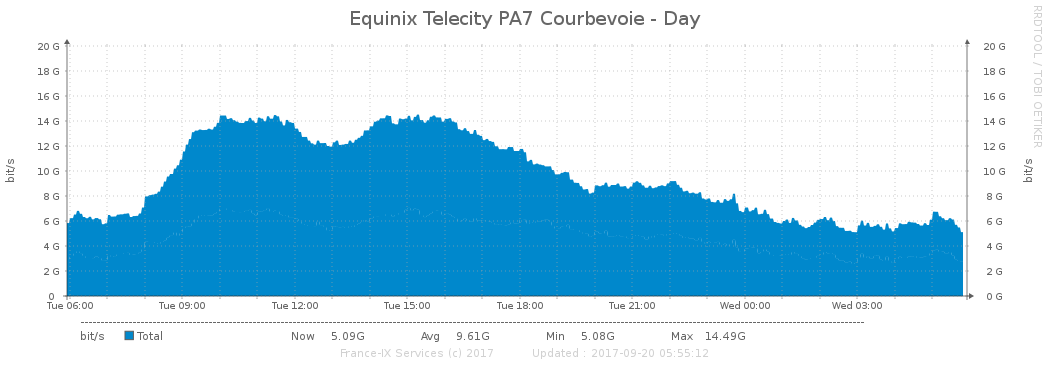 Equinix Telecity PA7 Courbevoie - Day
RRDTOOL / TOBI OETIKER
bit/s
20 G 20 G
18 G 18 G
16 G 16 G
14 G 14 G
12 G 12 G
10 G 10 G
8 G 8 G
6 G 6 G
4 G 4 G
2 G 2 G
0 0 G
bit/s
Tue 06:00 Tue 09:00 Tue 12:00 Tue 15:00 Tue 18:00 Tue 21:00 Wed 00:00 Wed 03:00
bit/s Total Now 5.09G Avg 9.61G Min 5.08G Max 14.49G
France-IX Services (c) 2017 Updated : 2017-09-20 05:55:12